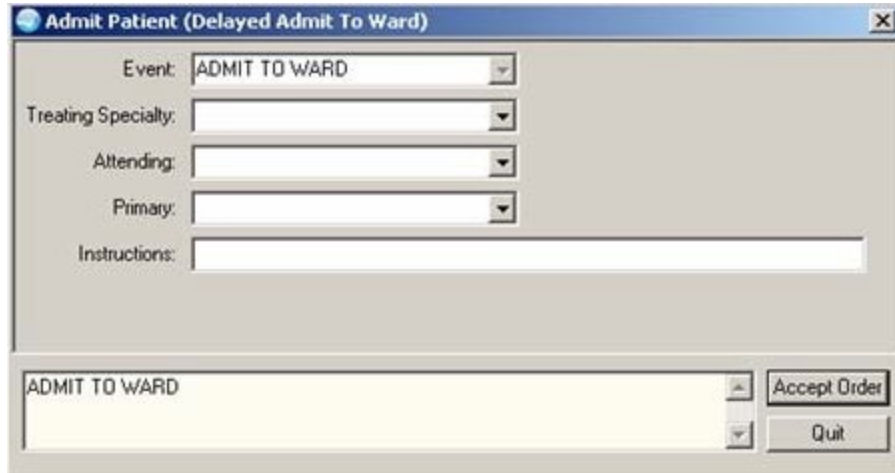 Admit Patient (Delayed Admit To Ward)
Event: ADMIT TO WARD
Treating Specialty:
Attending:
Primary:
Instructions:
ADMIT TO WARD
Accept Order
Quit